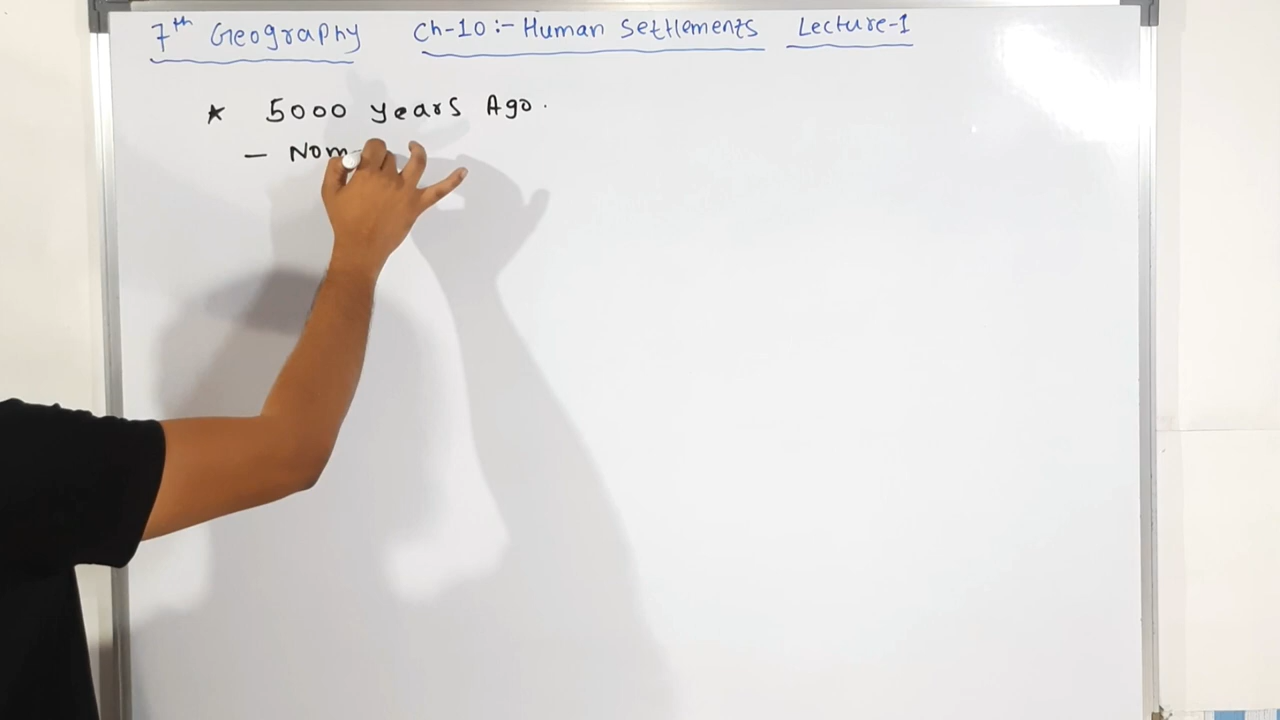 7th Geography Ch-10 :- Human Settlements Lecture-1
* 5000 years Ago.
- Nom